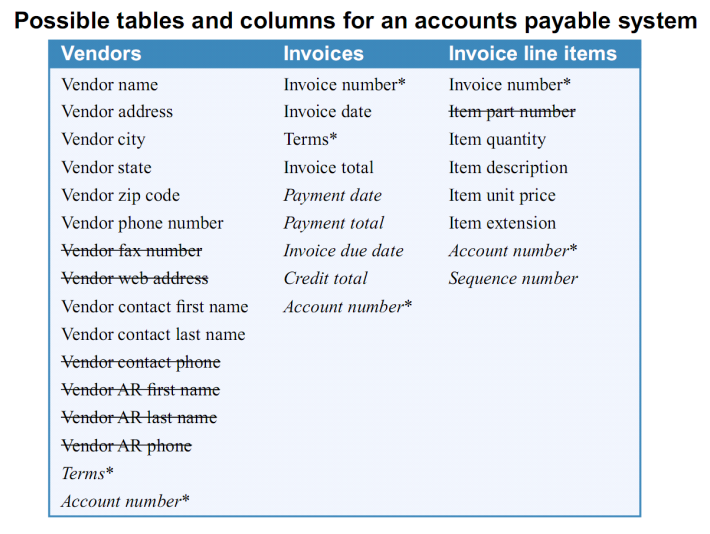 Possible tables and columns for an accounts payable system
Vendors Invoices Invoice line items
Vendor name Invoice number* Invoice number*
Vendor address Invoice date Item part number
Vendor city Terms* Item quantity
Vendor state Invoice total Item description
Vendor zip code Payment date Item unit price
Vendor phone number Payment total Item extension
Vendor fax number Invoice due date Account number*
Vendor web address Credit total Sequence number
Vendor contact first name Account number*
Vendor contact last name
Vendor contact phone
Vendor AR first name
Vendor AR last name
Vendor AR phone
Terms*
Account number*